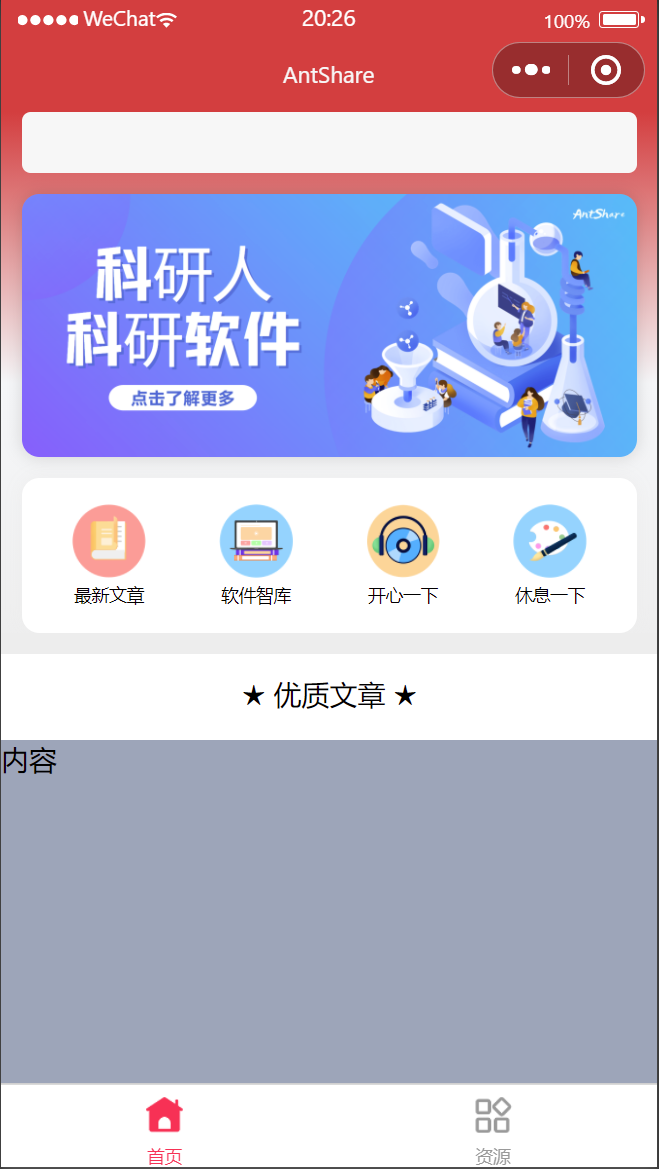 WeChat 20:26 100%
AntShare
AntShare
科研人
科研软件
点击了解更多
最新文章 软件智库 开心一下 休息一下
★ 优质文章 ★
内容
首页 资源